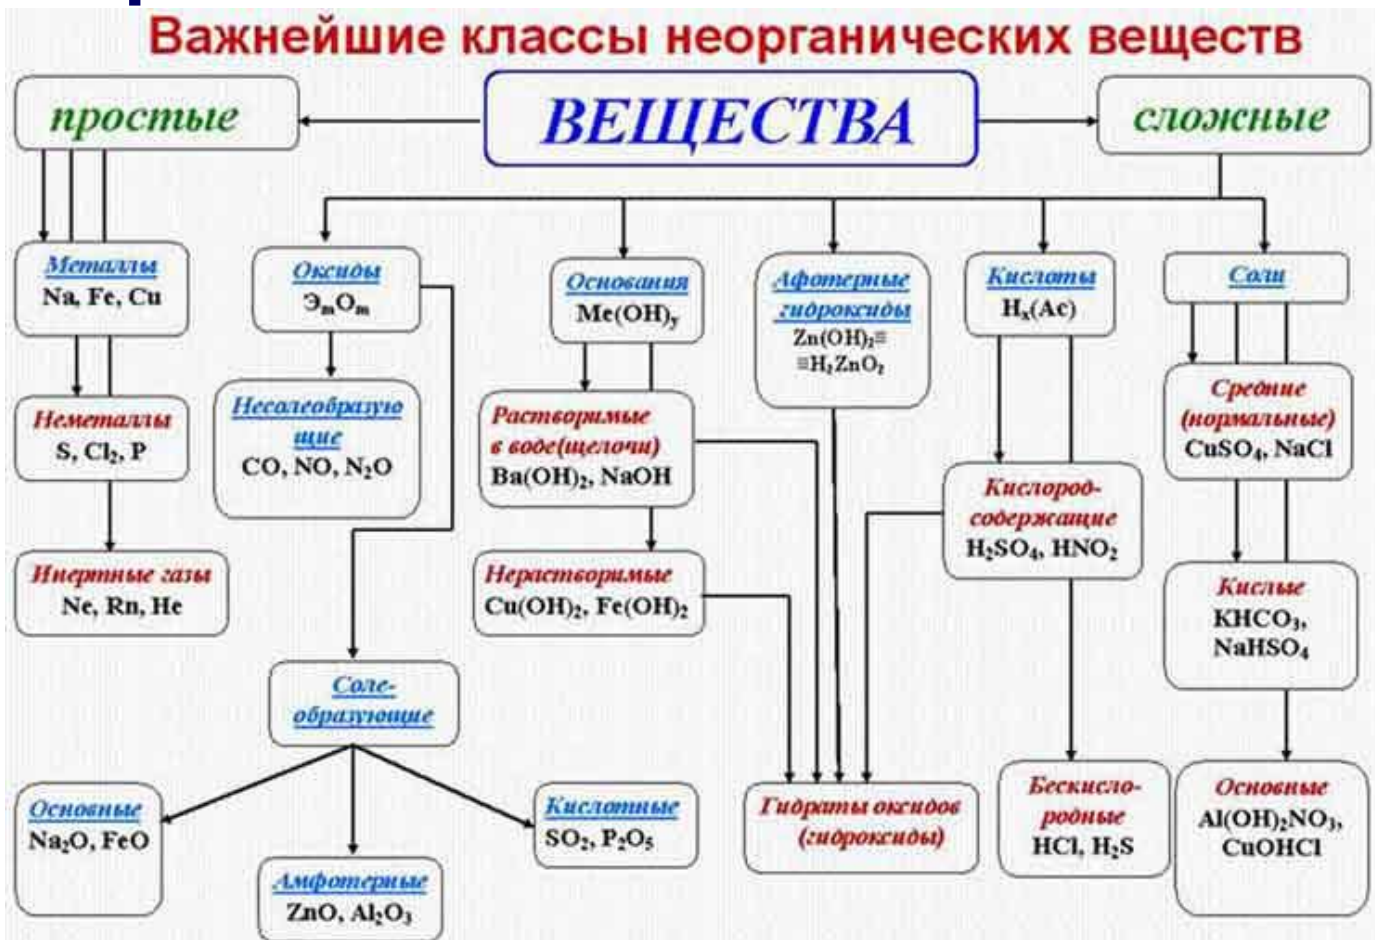 Важнейшие классы неорганических веществ
простые
ВЕЩЕСТВА
сложные
Металлы
Na, Fe, Cu
Неметаллы
S, Cl₂, P
Инертные газы
Ne, Rn, He
Оксиды
ЭₘOₘ
Несолеобразую
щие
CO, NO, N₂O
Соле-
образующие
Основные
Na₂O, FeO
Амфотерные
ZnO, Al₂O₃
Кислотные
SO₂, P₂O₅
Основания
Me(OH)ᵧ
Растворимые
в воде(щелочи)
Ba(OH)₂, NaOH
Нерастворимые
Cu(OH)₂, Fe(OH)₂
Афотерные
гидроксиды
Zn(OH)₂≡
≡H₂ZnO₂
Гидраты оксидов
(гидроксиды)
Кислоты
Hₓ(Ac)
Кислород-
содержащие
H₂SO₄, HNO₂
Бескисло-
родные
HCl, H₂S
Соли
Средние
(нормальные)
CuSO₄, NaCl
Кислые
KHCO₃,
NaHSO₄
Основные
Al(OH)₂NO₃,
CuOHCl